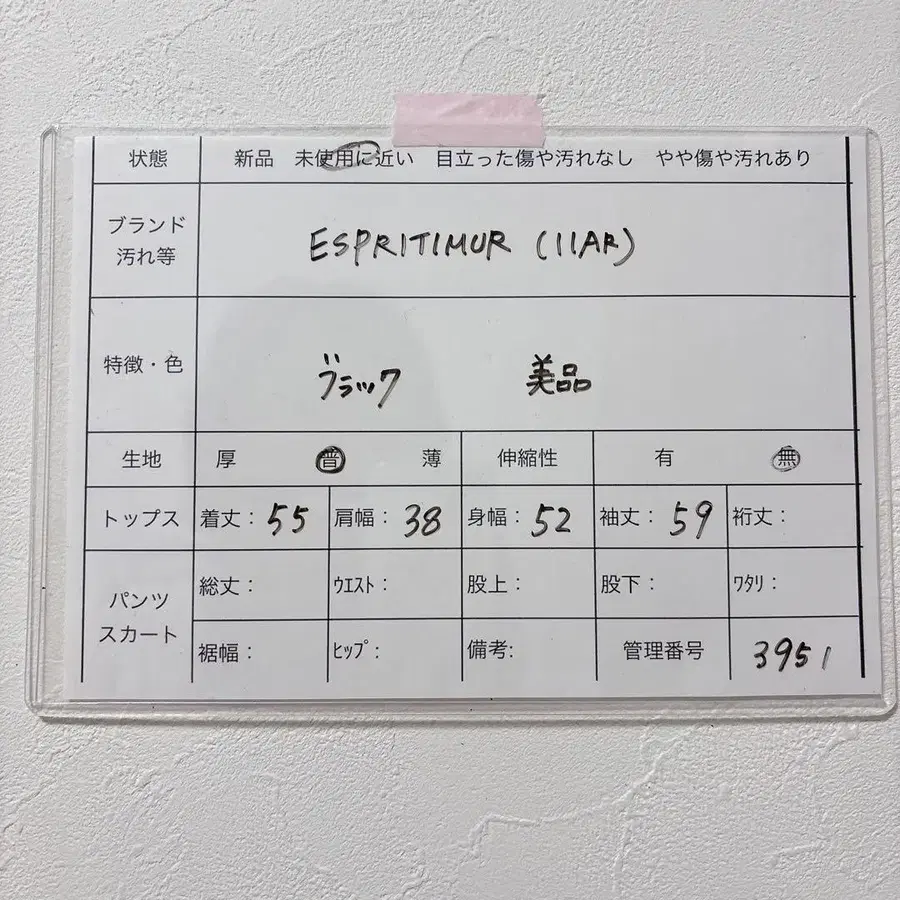 状態 新品 未使用に近い 目立った傷や汚れなし やや傷や汚れあり
ブランド
汚れ等
ESPRITIMUR (11AR)
特徴・色 ブラック 美品
生地 厚 普 薄 伸縮性 有 無
トップス 着丈: 55 肩幅: 38 身幅: 52 袖丈: 59 裄丈:
パンツ
スカート
総丈: ウエスト: 股上: 股下: ワタリ:
裾幅: ヒップ: 備考: 管理番号 3951